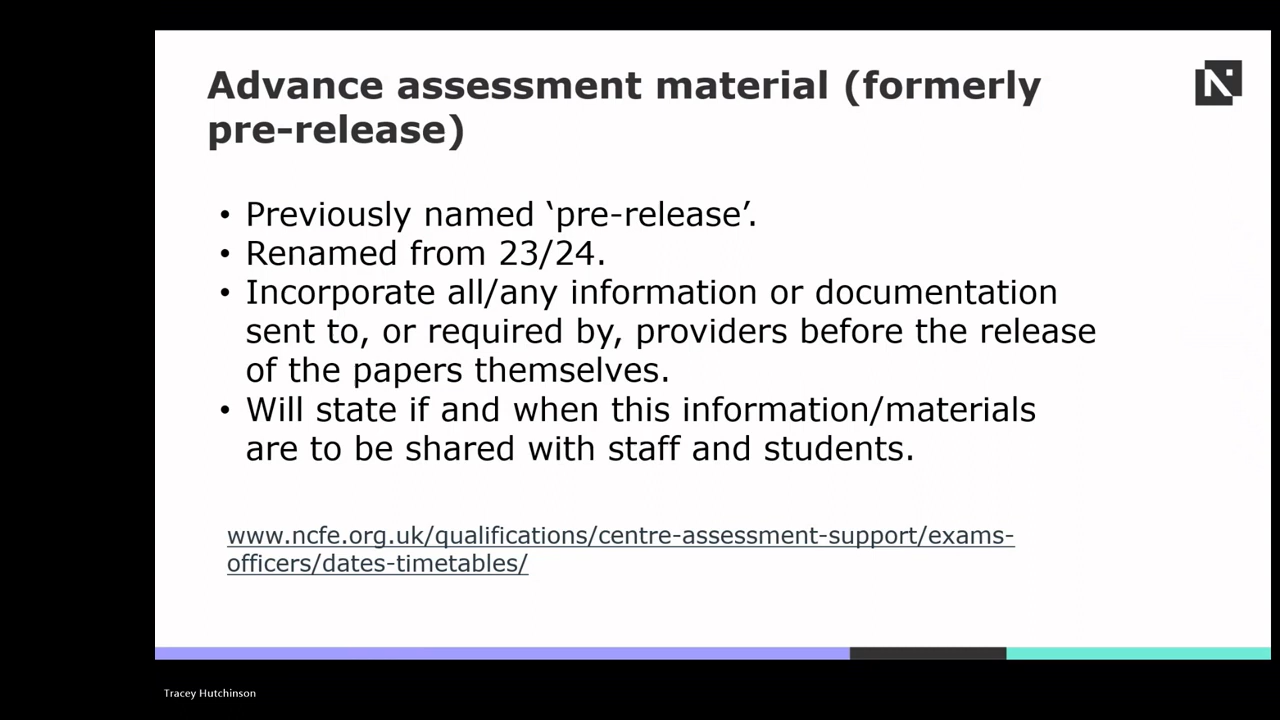 Advance assessment material (formerly
pre-release)
N
• Previously named ‘pre-release’.
• Renamed from 23/24.
• Incorporate all/any information or documentation
sent to, or required by, providers before the release
of the papers themselves.
• Will state if and when this information/materials
are to be shared with staff and students.
www.ncfe.org.uk/qualifications/centre-assessment-support/exams-
officers/dates-timetables/
Tracey Hutchinson